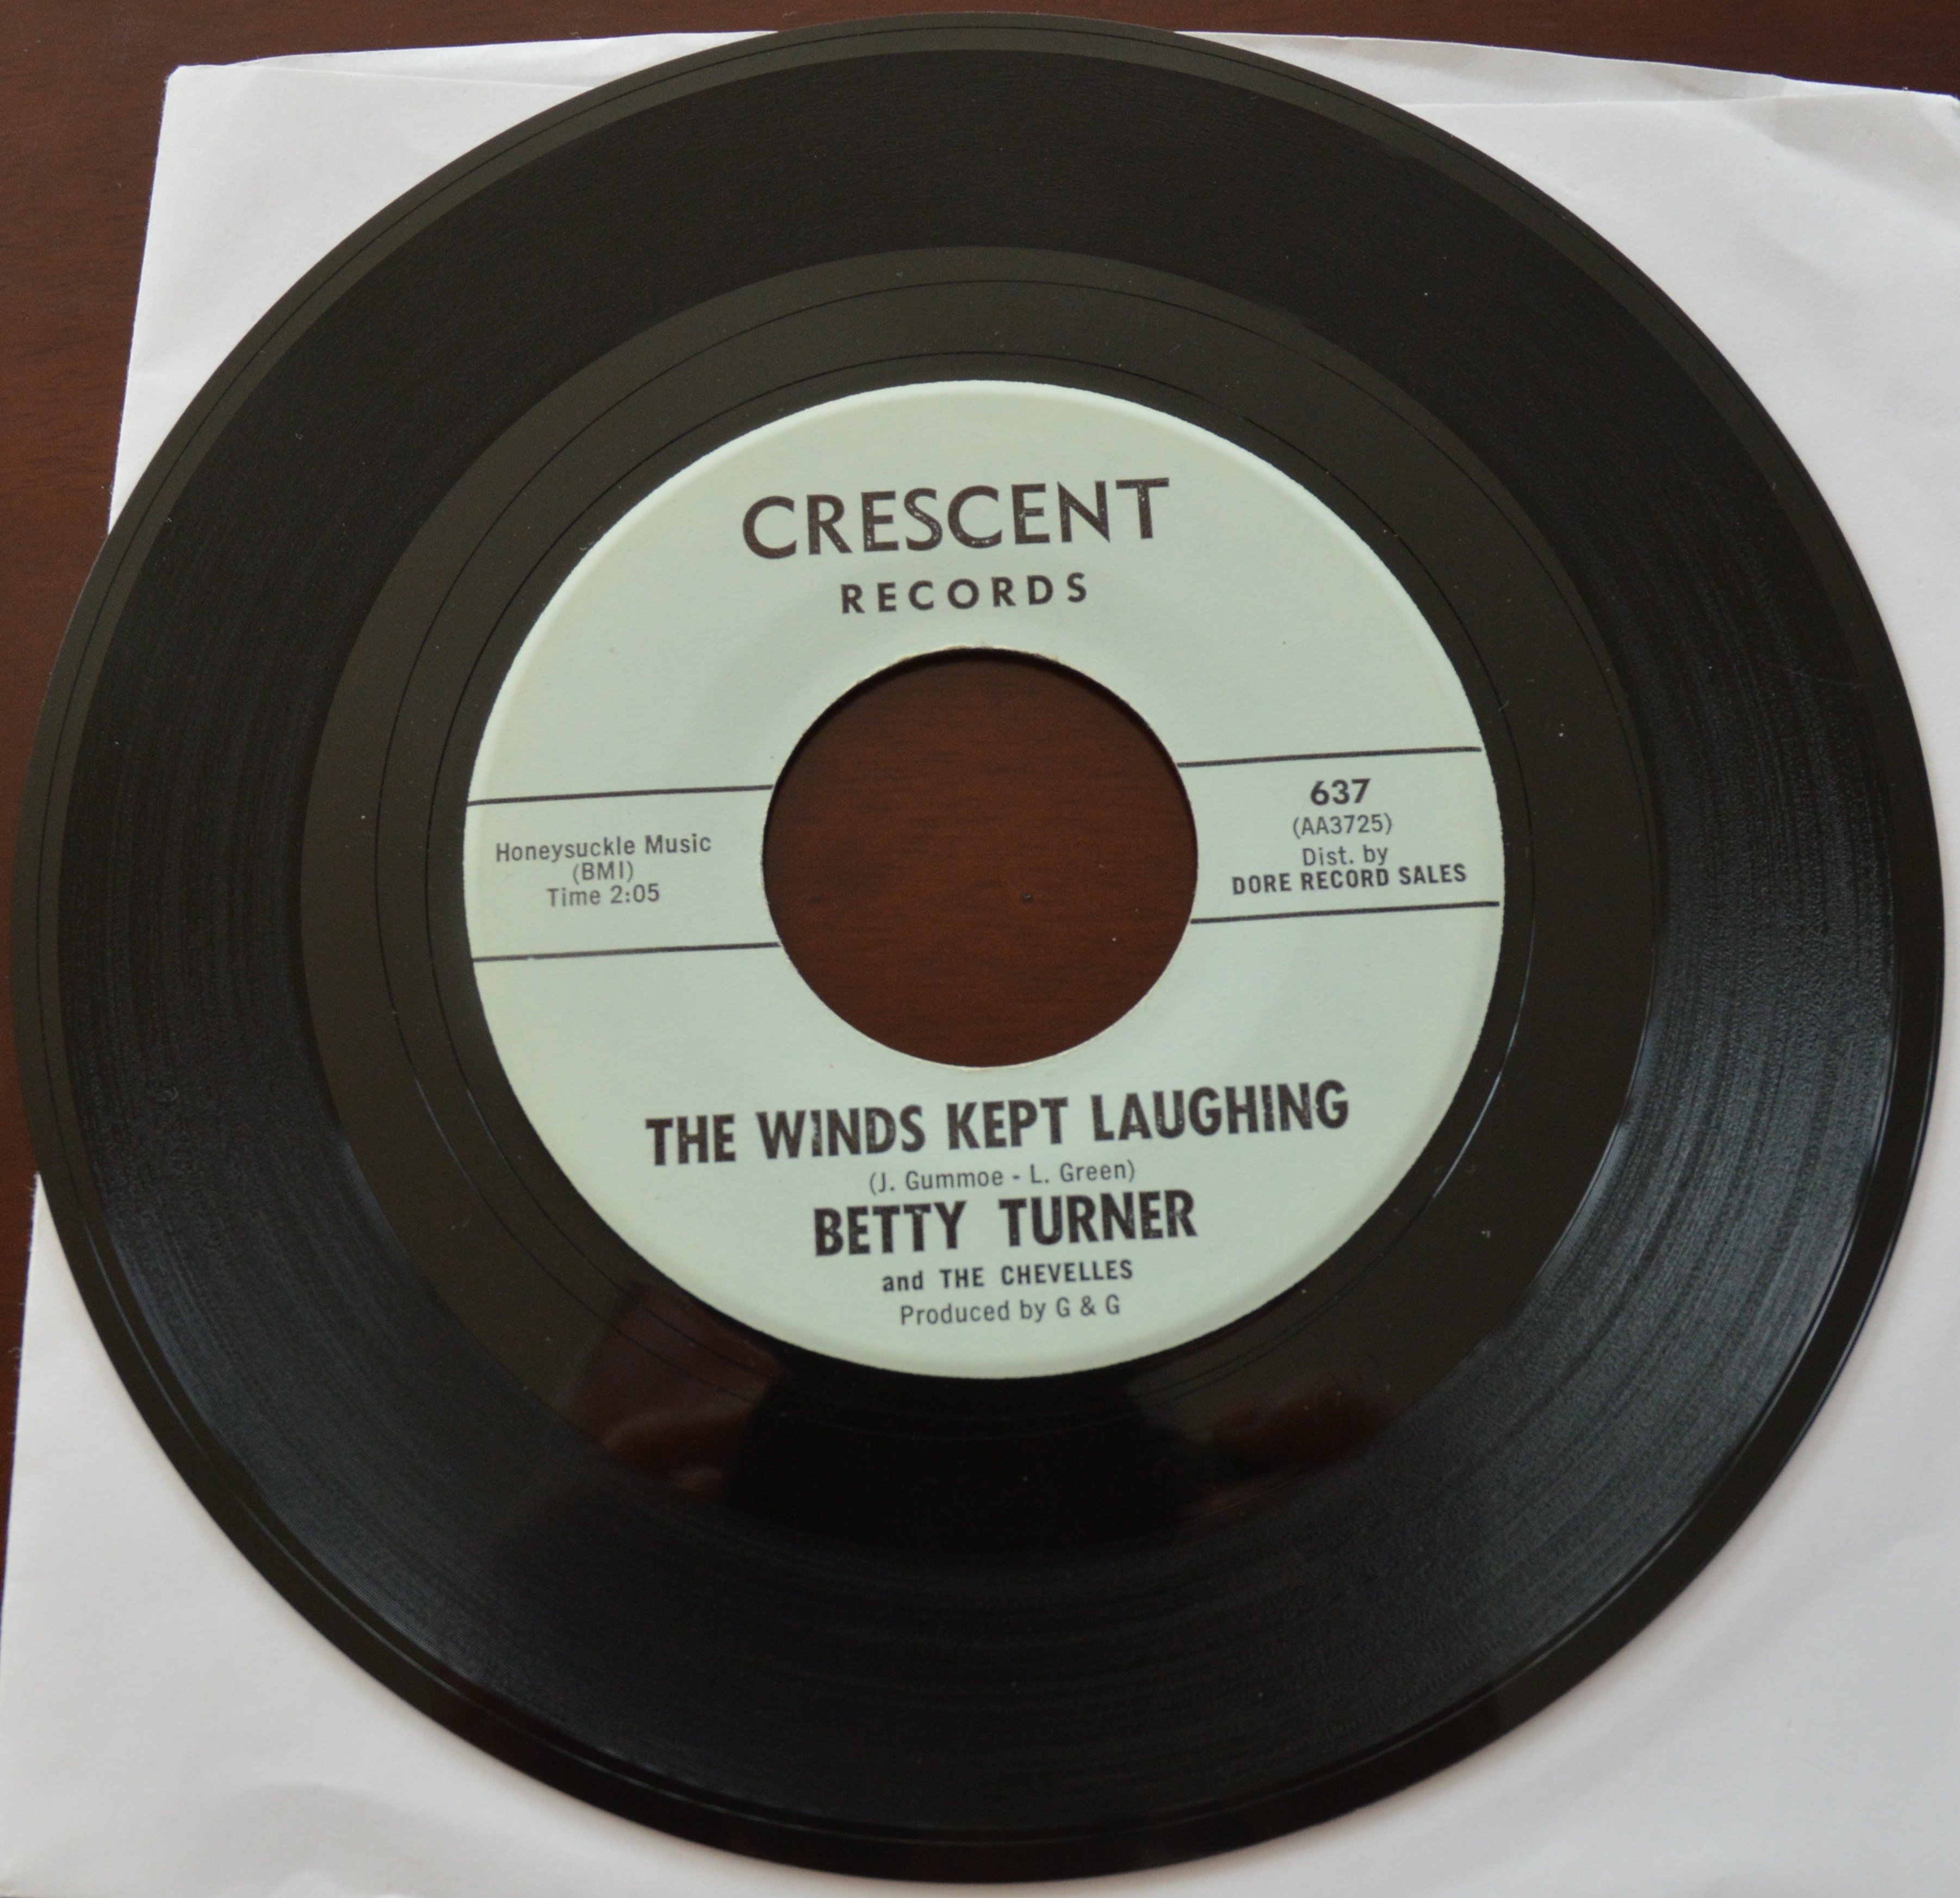 CRESCENT
RECORDS
Honeysuckle Music
(BMI)
Time 2:05
637
(AA3725)
Dist. by
DORE RECORD SALES
THE WINDS KEPT LAUGHING
(J. Gummoe - L. Green)
BETTY TURNER
and THE CHEVELLES
Produced by G & G